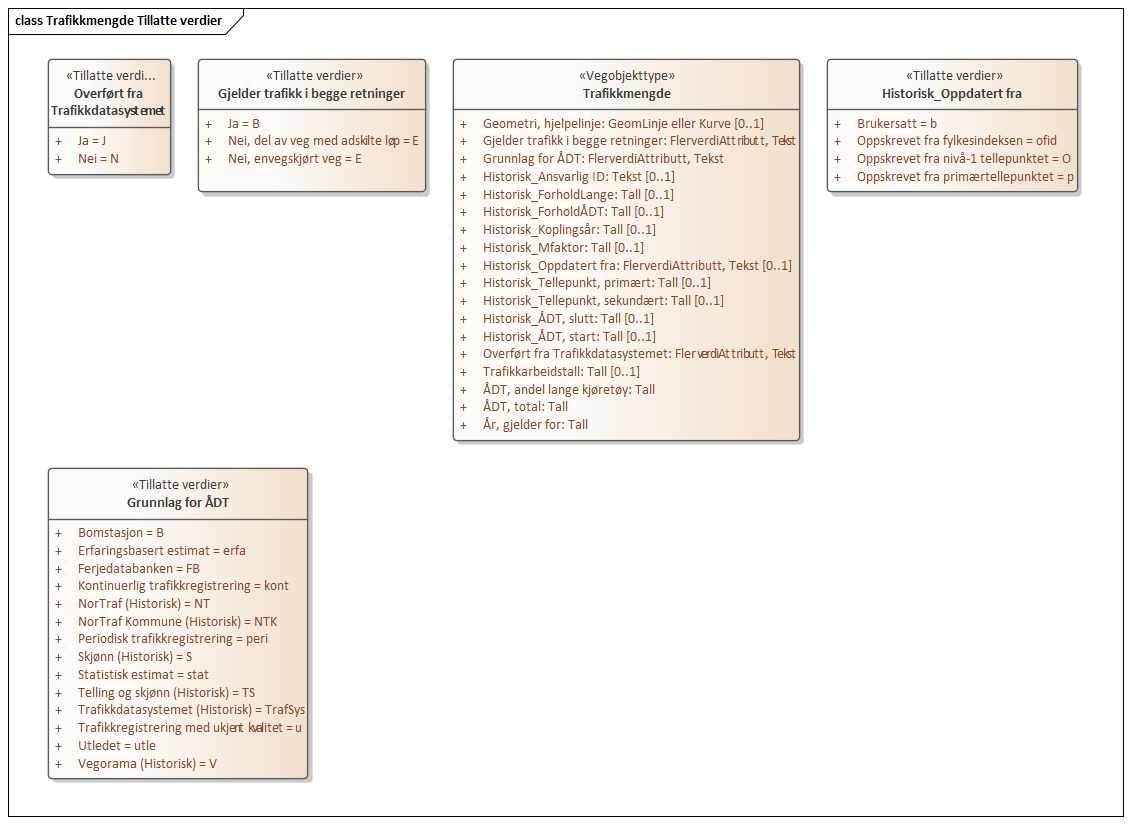 class Trafikkmengde Tillatte verdier
«Tillatte verdi...
Overført fra
Trafikkdatasystemet
+ Ja = J
+ Nei = N
«Tillatte verdier»
Gjelder trafikk i begge retninger
+ Ja = B
+ Nei, del av veg med adskilte løp = E
+ Nei, envegskjørt veg = E
«Vegobjekttype»
Trafikkmengde
+ Geometri, hjelpelinje: GeomLinje eller Kurve [0..1]
+ Gjelder trafikk i begge retninger: FlerverdiAttributt, Tekst
+ Grunnlag for ÅDT: FlerverdiAttributt, Tekst
+ Historisk_Ansvarlig ID: Tekst [0..1]
+ Historisk_ForholdLange: Tall [0..1]
+ Historisk_ForholdÅDT: Tall [0..1]
+ Historisk_Koplingsår: Tall [0..1]
+ Historisk_Mfaktor: Tall [0..1]
+ Historisk_Oppdatert fra: FlerverdiAttributt, Tekst [0..1]
+ Historisk_Tellepunkt, primært: Tall [0..1]
+ Historisk_Tellepunkt, sekundært: Tall [0..1]
+ Historisk_ÅDT, slutt: Tall [0..1]
+ Historisk_ÅDT, start: Tall [0..1]
+ Overført fra Trafikkdatasystemet: FlerverdiAttributt, Tekst
+ Trafikkarbeidstall: Tall [0..1]
+ ÅDT, andel lange kjøretøy: Tall
+ ÅDT, total: Tall
+ År, gjelder for: Tall
«Tillatte verdier»
Historisk_Oppdatert fra
+ Brukersatt = b
+ Oppskrevet fra fylkesindeksen = ofid
+ Oppskrevet fra nivå-1 tellepunktet = O
+ Oppskrevet fra primærtellepunktet = p
«Tillatte verdier»
Grunnlag for ÅDT
+ Bomstasjon = B
+ Erfaringsbasert estimat = erfa
+ Ferjedatabanken = FB
+ Kontinuerlig trafikkregistrering = kont
+ NorTraf (Historisk) = NT
+ NorTraf Kommune (Historisk) = NTK
+ Periodisk trafikkregistrering = peri
+ Skjønn (Historisk) = S
+ Statistisk estimat = stat
+ Telling og skjønn (Historisk) = TS
+ Trafikkdatasystemet (Historisk) = TrafSys
+ Trafikkregistrering med ukjent kvalitet = u
+ Utledet = utle
+ Vegorama (Historisk) = V